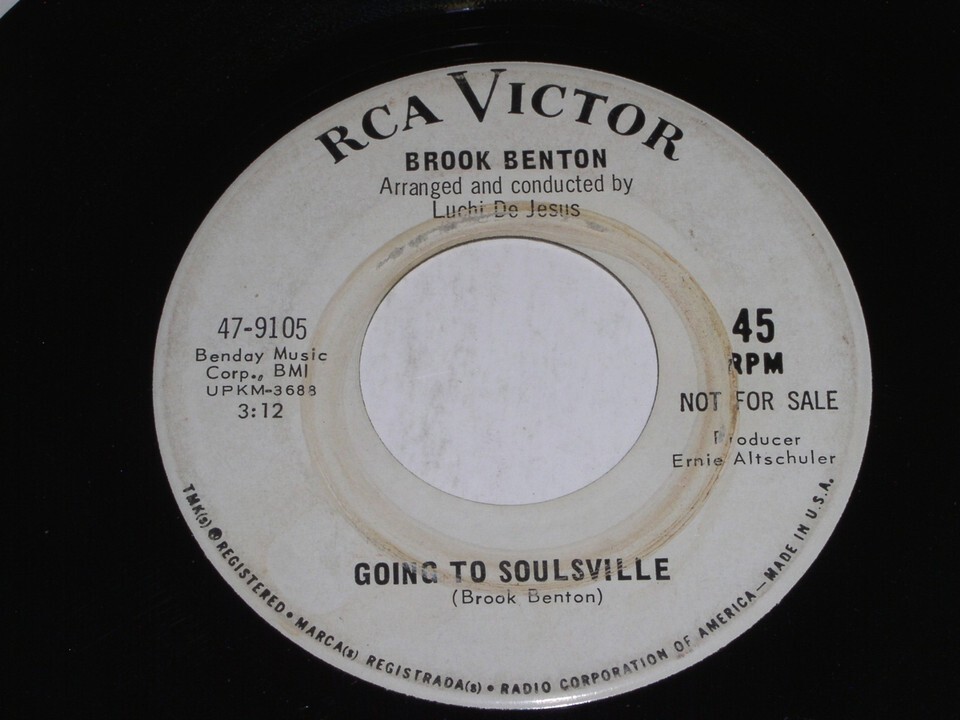 RCA VICTOR
BROOK BENTON
Arranged and conducted by
Luchi De Jesus
47-9105
Benday Music
Corp., BMI
UPKM-3688
3:12
45
RPM
NOT FOR SALE
Producer
Ernie Altschuler
GOING TO SOULSVILLE
(Brook Benton)
TMK(s) ® REGISTERED • MARCA(s) REGISTRADA(s) • RADIO CORPORATION OF AMERICA — MADE IN U.S.A.